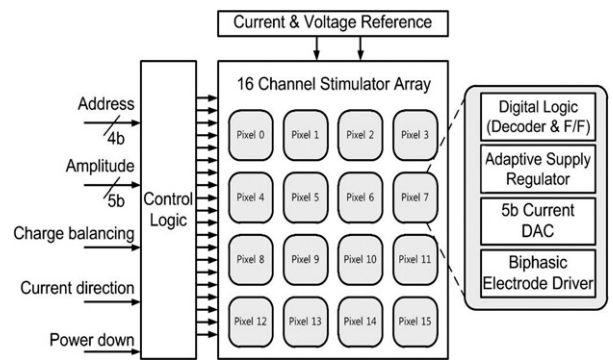 Current & Voltage Reference
16 Channel Stimulator Array
Address
4b
Amplitude
5b
Charge balancing
Current direction
Power down
Control
Logic
Pixel 0
Pixel 1
Pixel 2
Pixel 3
Pixel 4
Pixel 5
Pixel 6
Pixel 7
Pixel 8
Pixel 9
Pixel 10
Pixel 11
Pixel 12
Pixel 13
Pixel 14
Pixel 15
Digital Logic
(Decoder & F/F)
Adaptive Supply
Regulator
5b Current
DAC
Biphasic
Electrode Driver